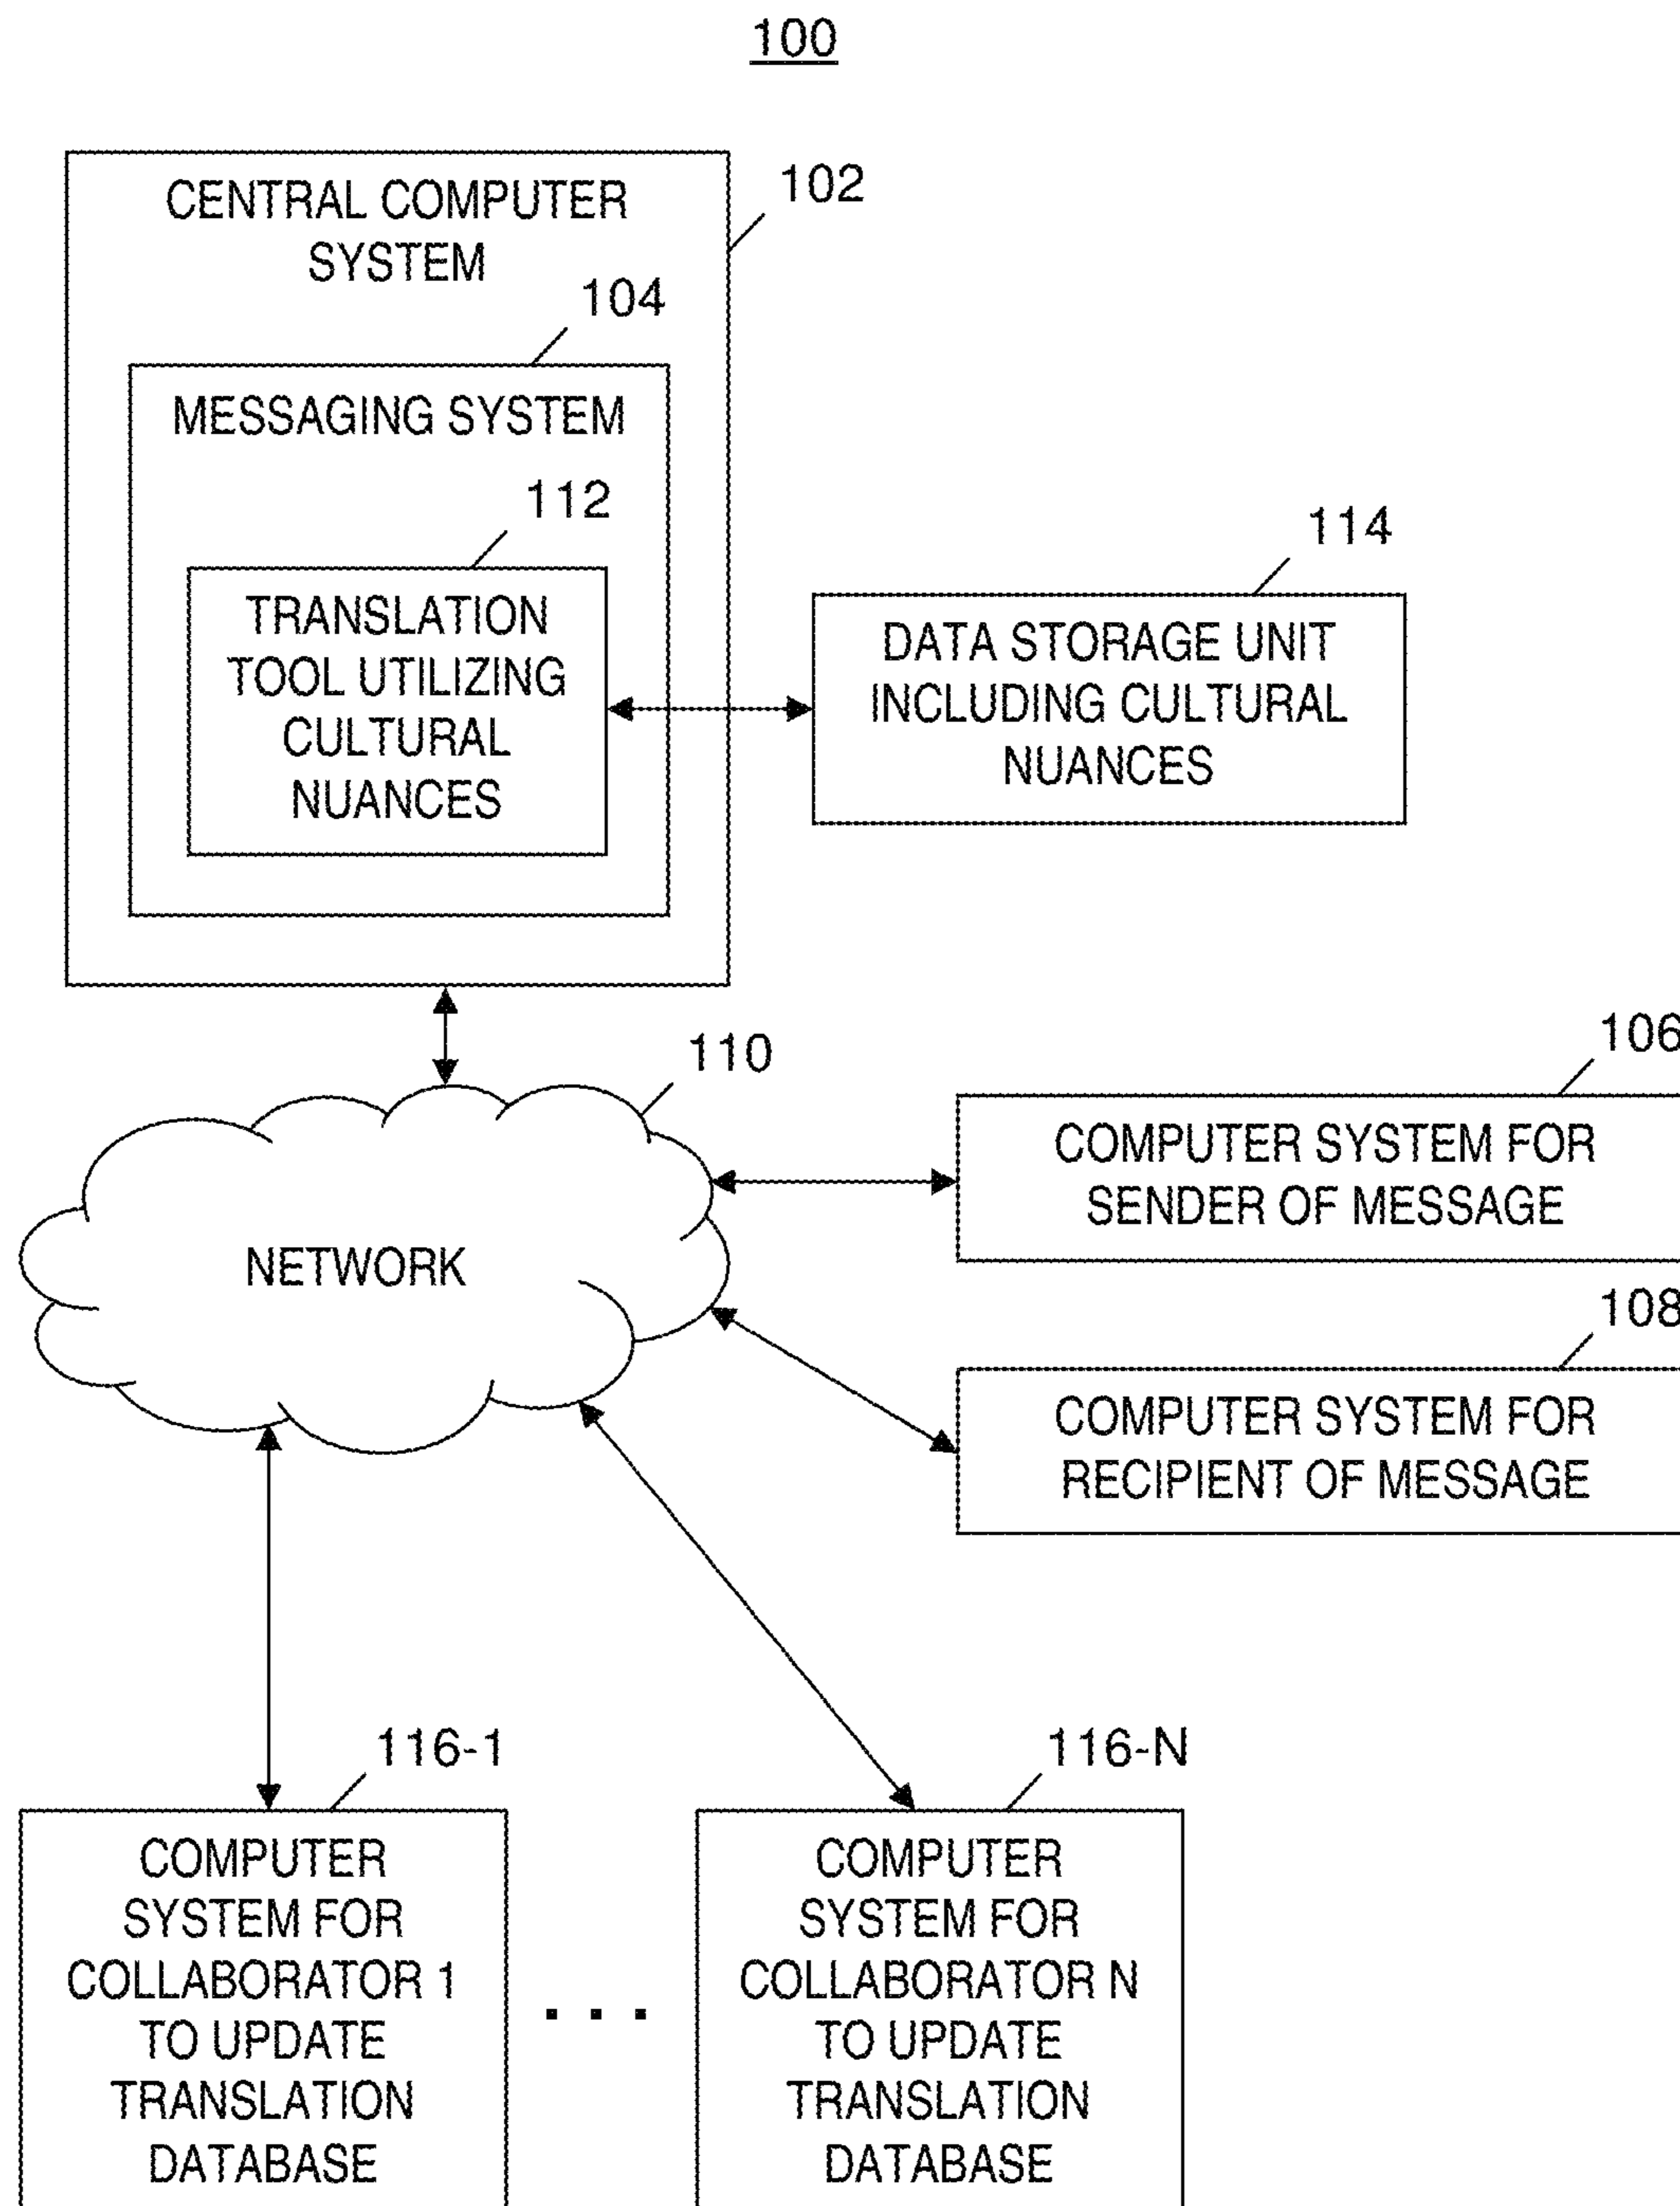 100
102
CENTRAL COMPUTER
SYSTEM
104
MESSAGING SYSTEM
112
TRANSLATION
TOOL UTILIZING
CULTURAL
NUANCES
114
DATA STORAGE UNIT
INCLUDING CULTURAL
NUANCES
110
NETWORK
106
COMPUTER SYSTEM FOR
SENDER OF MESSAGE
108
COMPUTER SYSTEM FOR
RECIPIENT OF MESSAGE
116-1
COMPUTER
SYSTEM FOR
COLLABORATOR 1
TO UPDATE
TRANSLATION
DATABASE
. . .
116-N
COMPUTER
SYSTEM FOR
COLLABORATOR N
TO UPDATE
TRANSLATION
DATABASE